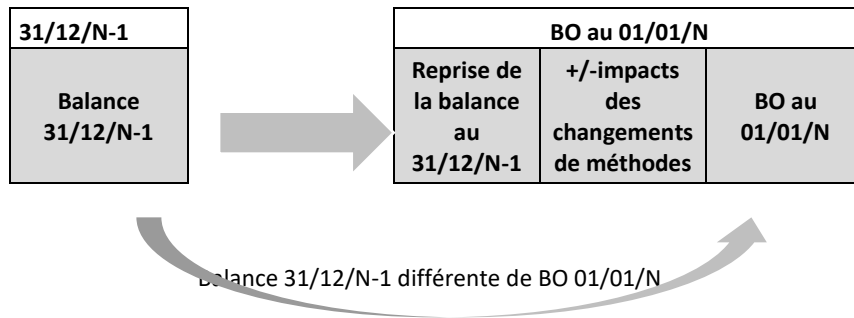 31/12/N-1
Balance
31/12/N-1
BO au 01/01/N
Reprise de
la balance
au
31/12/N-1
+/-impacts
des
changements
de méthodes
BO au
01/01/N
Balance 31/12/N-1 différente de BO 01/01/N